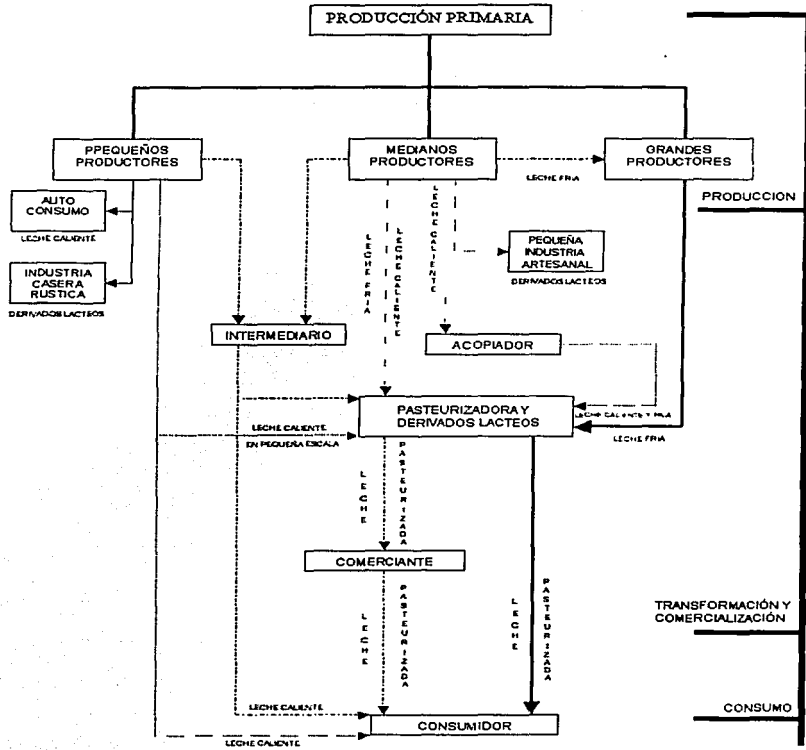 PRODUCCIÓN PRIMARIA
PPEQUEÑOS
PRODUCTORES
MEDIANOS
PRODUCTORES
GRANDES
PRODUCTORES
LECHE FRIA
PRODUCCION
AUTO
CONSUMO
LECHE CALIENTE
INDUSTRIA
CASERA
RUSTICA
DERIVADOS LACTEOS
LECHE FRIA
LECHE CALIENTE
LECHE CALIENTE
PEQUEÑA
INDUSTRIA
ARTESANAL
DERIVADOS LACTEOS
INTERMEDIARIO
ACOPIADOR
PASTEURIZADORA Y
DERIVADOS LACTEOS
LECHE CALIENTE Y FRIA
LECHE CALIENTE
EN PEQUEÑA ESCALA
LECHE FRIA
LECHE
PASTEURIZADA
COMERCIANTE
LECHE
PASTEURIZADA
LECHE
PASTEURIZADA
TRANSFORMACIÓN Y
COMERCIALIZACIÓN
CONSUMO
LECHE CALIENTE
CONSUMIDOR
LECHE CALIENTE